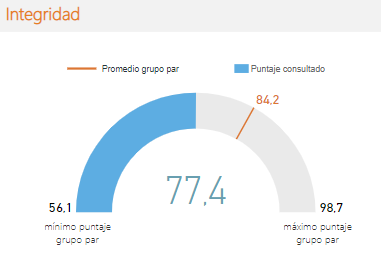 Integridad
Promedio grupo par
Puntaje consultado
84,2
77,4
56,1
98,7
mínimo puntaje
grupo par
máximo puntaje
grupo par